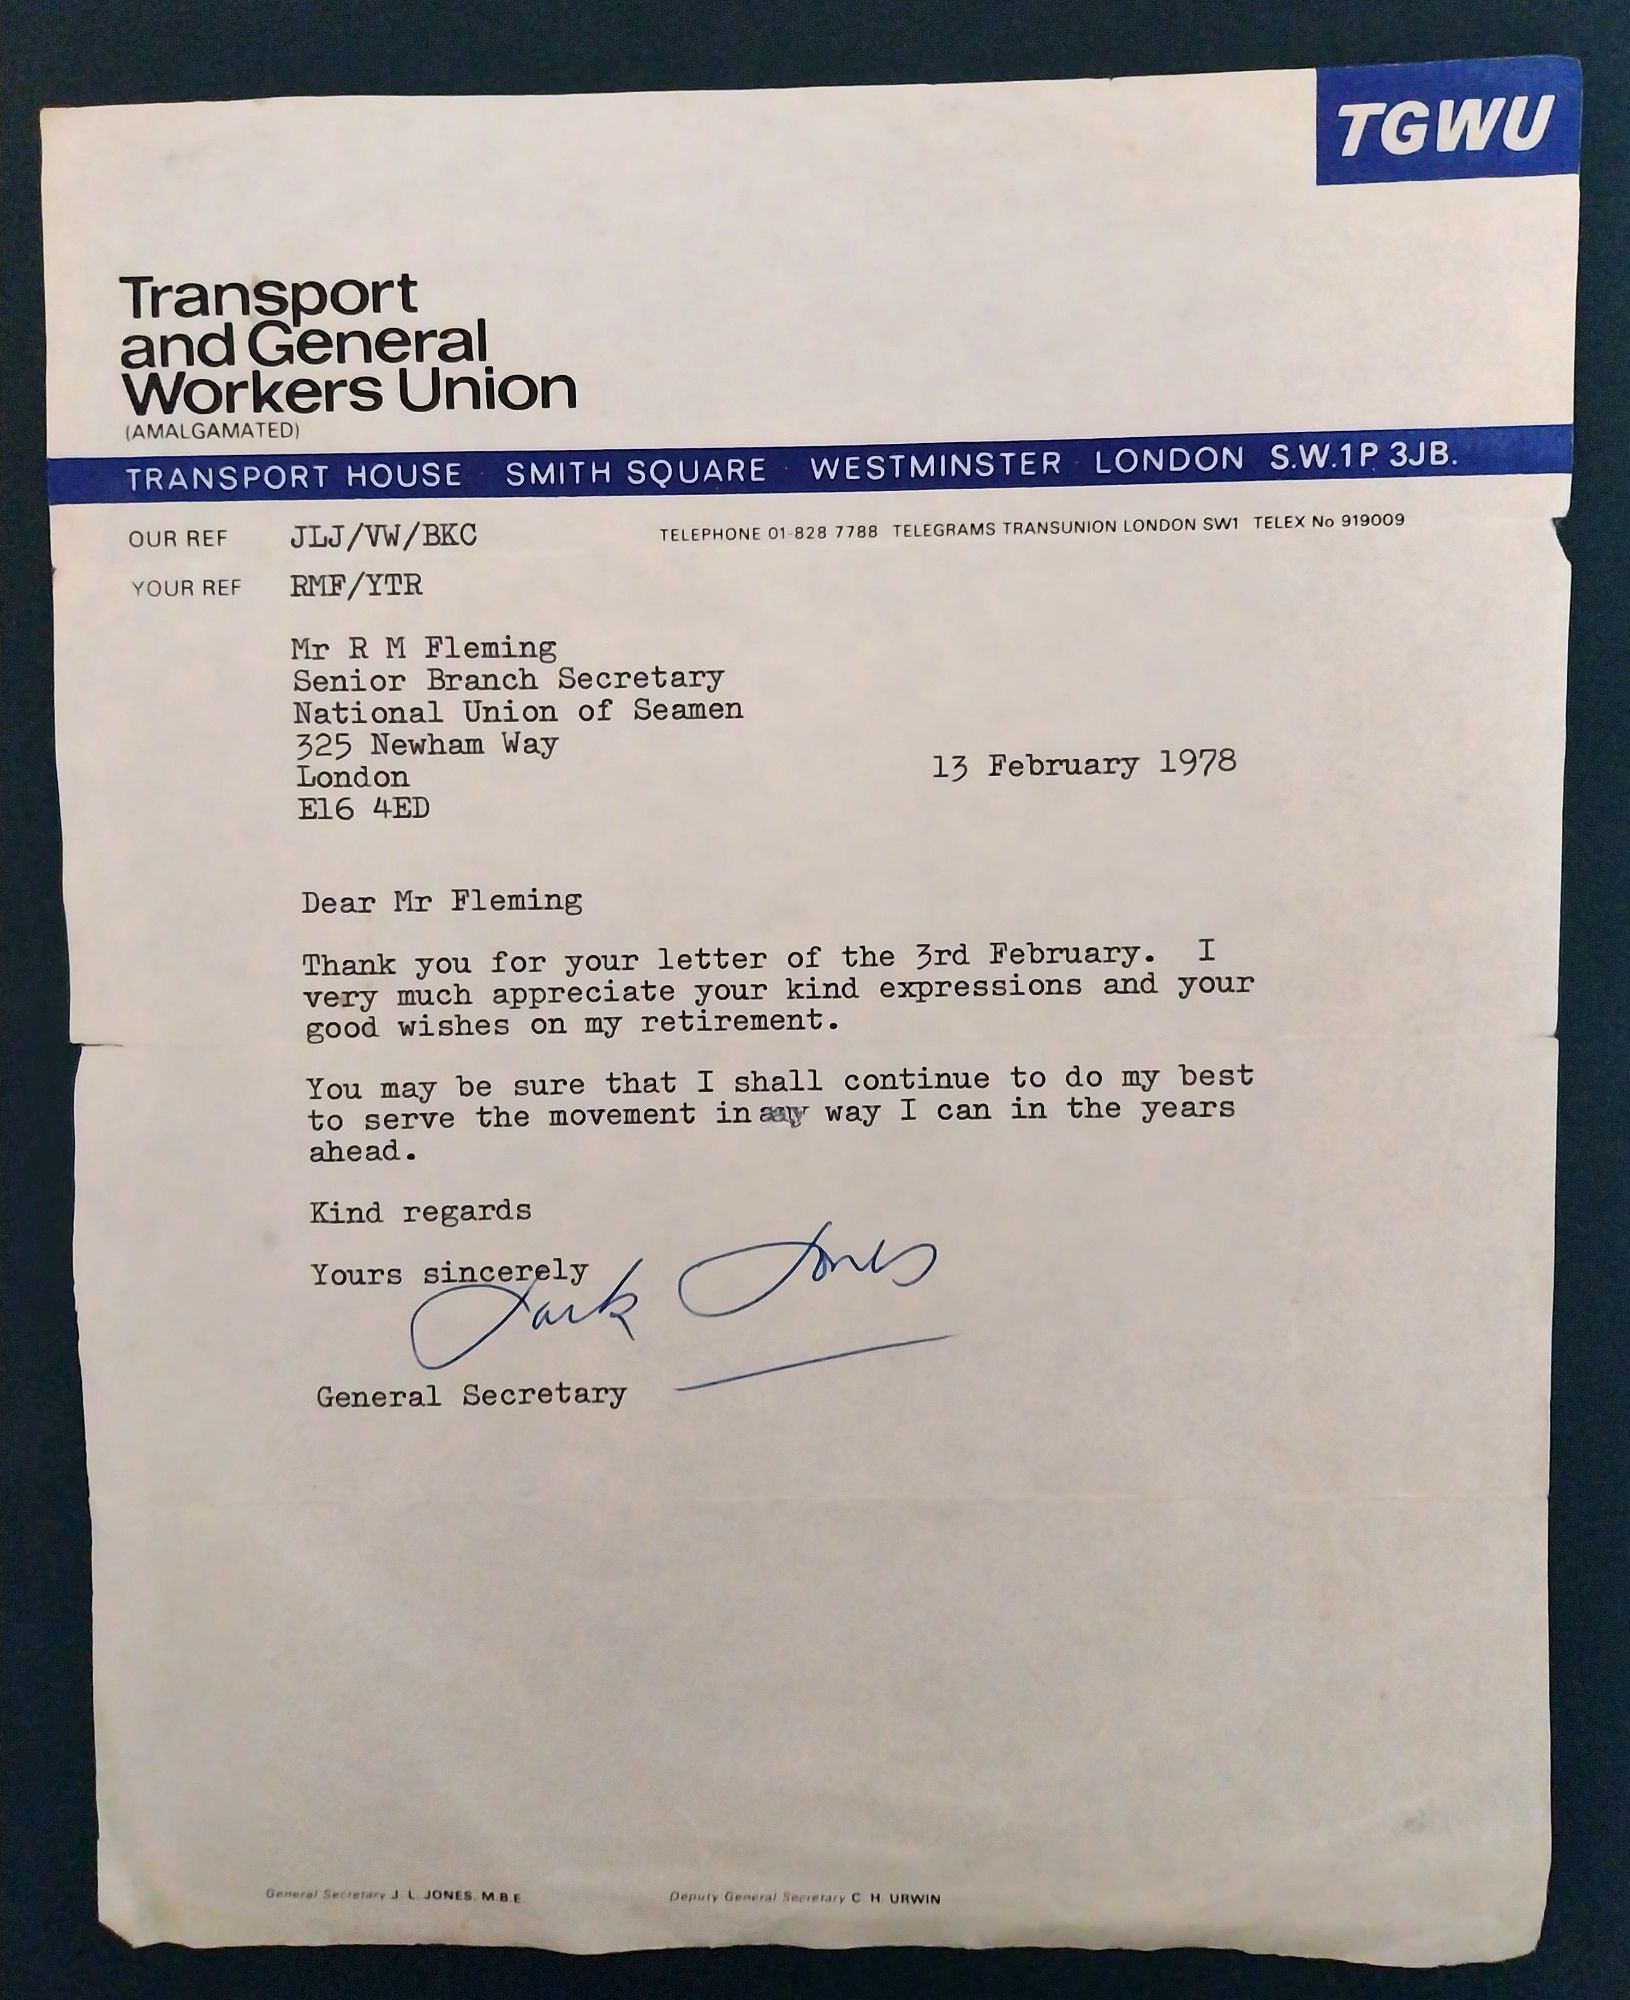 TGWU
Transport
and General
Workers Union
(AMALGAMATED)
TRANSPORT HOUSE · SMITH SQUARE · WESTMINSTER · LONDON S.W.1P 3JB.
OUR REF JLJ/VW/BKC TELEPHONE 01-828 7788 TELEGRAMS TRANSUNION LONDON SW1 TELEX No 919009
YOUR REF RMF/YTR
Mr R M Fleming
Senior Branch Secretary
National Union of Seamen
325 Newham Way
London
E16 4ED
13 February 1978
Dear Mr Fleming
Thank you for your letter of the 3rd February. I
very much appreciate your kind expressions and your
good wishes on my retirement.
You may be sure that I shall continue to do my best
to serve the movement in any way I can in the years
ahead.
Kind regards
Yours sincerely
Jack Jones
General Secretary
General Secretary J. L. JONES, M.B.E Deputy General Secretary C. H. URWIN